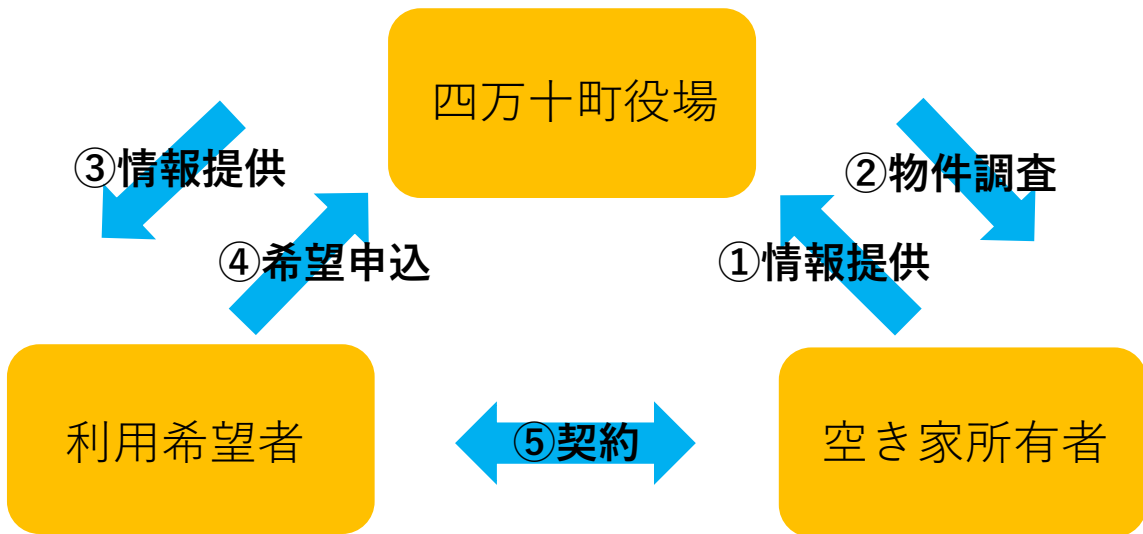 四万十町役場
③情報提供
②物件調査
④希望申込
①情報提供
利用希望者
⑤契約
空き家所有者